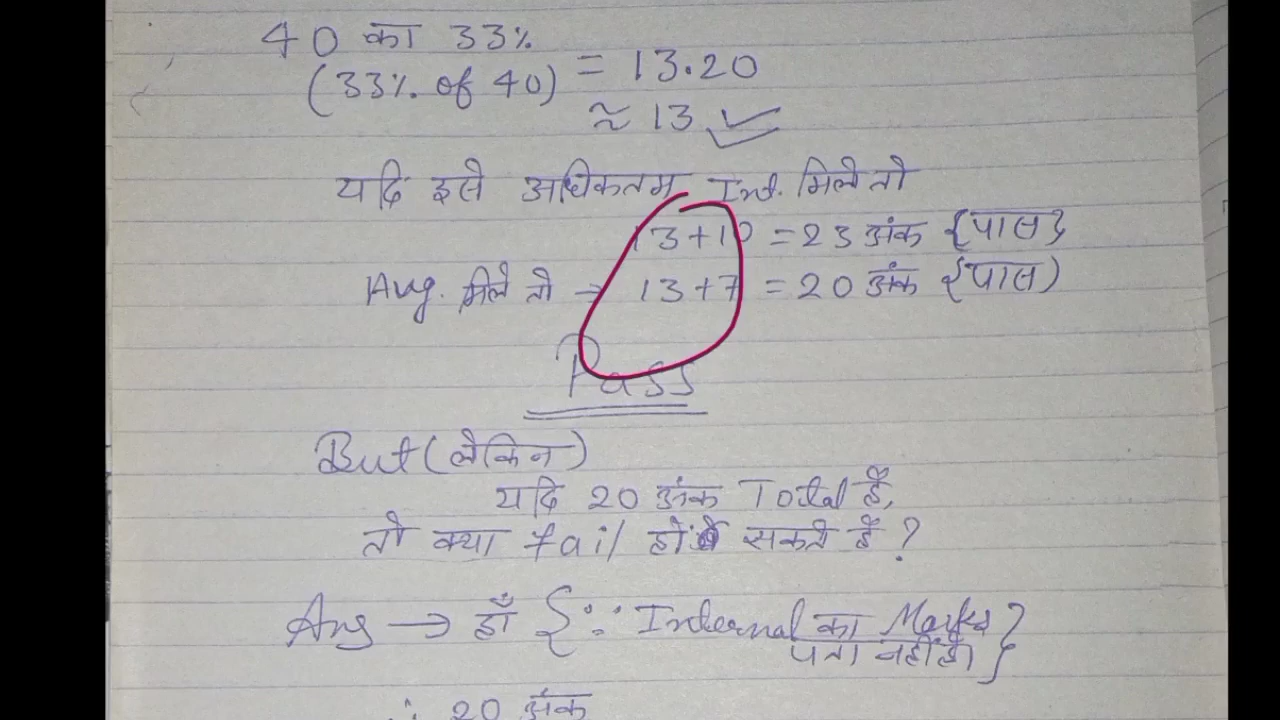 40 का 33%
(33% of 40) = 13.20
≈ 13
यदि इसे अधिकतम Int. मिले तो
13+10 = 23 अंक {पास}
Avg. मिले तो → 13+7 = 20 अंक {पास)
Pass
But (लेकिन)
यदि 20 अंक Total है,
तो क्या fail हो सकते हैं ?
Ans → हाँ {∵ Internal का Marks
पता नहीं है}
∴ 20 अंक